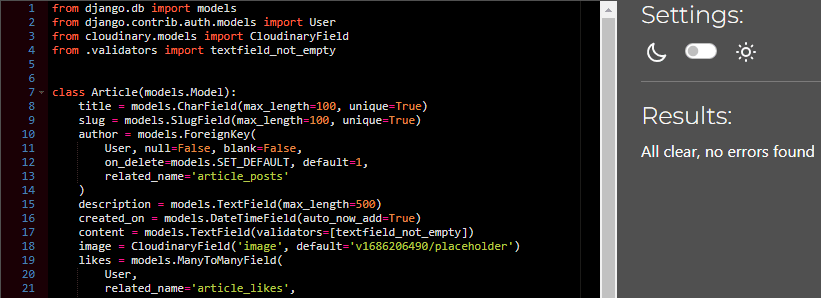 1 from django.db import models
2 from django.contrib.auth.models import User
3 from cloudinary.models import CloudinaryField
4 from .validators import textfield_not_empty
5
6
7 class Article(models.Model):
8     title = models.CharField(max_length=100, unique=True)
9     slug = models.SlugField(max_length=100, unique=True)
10     author = models.ForeignKey(
11         User, null=False, blank=False,
12         on_delete=models.SET_DEFAULT, default=1,
13         related_name='article_posts'
14     )
15     description = models.TextField(max_length=500)
16     created_on = models.DateTimeField(auto_now_add=True)
17     content = models.TextField(validators=[textfield_not_empty])
18     image = CloudinaryField('image', default='v1686206490/placeholder')
19     likes = models.ManyToManyField(
20         User,
21         related_name='article_likes',
Settings:
Results:
All clear, no errors found